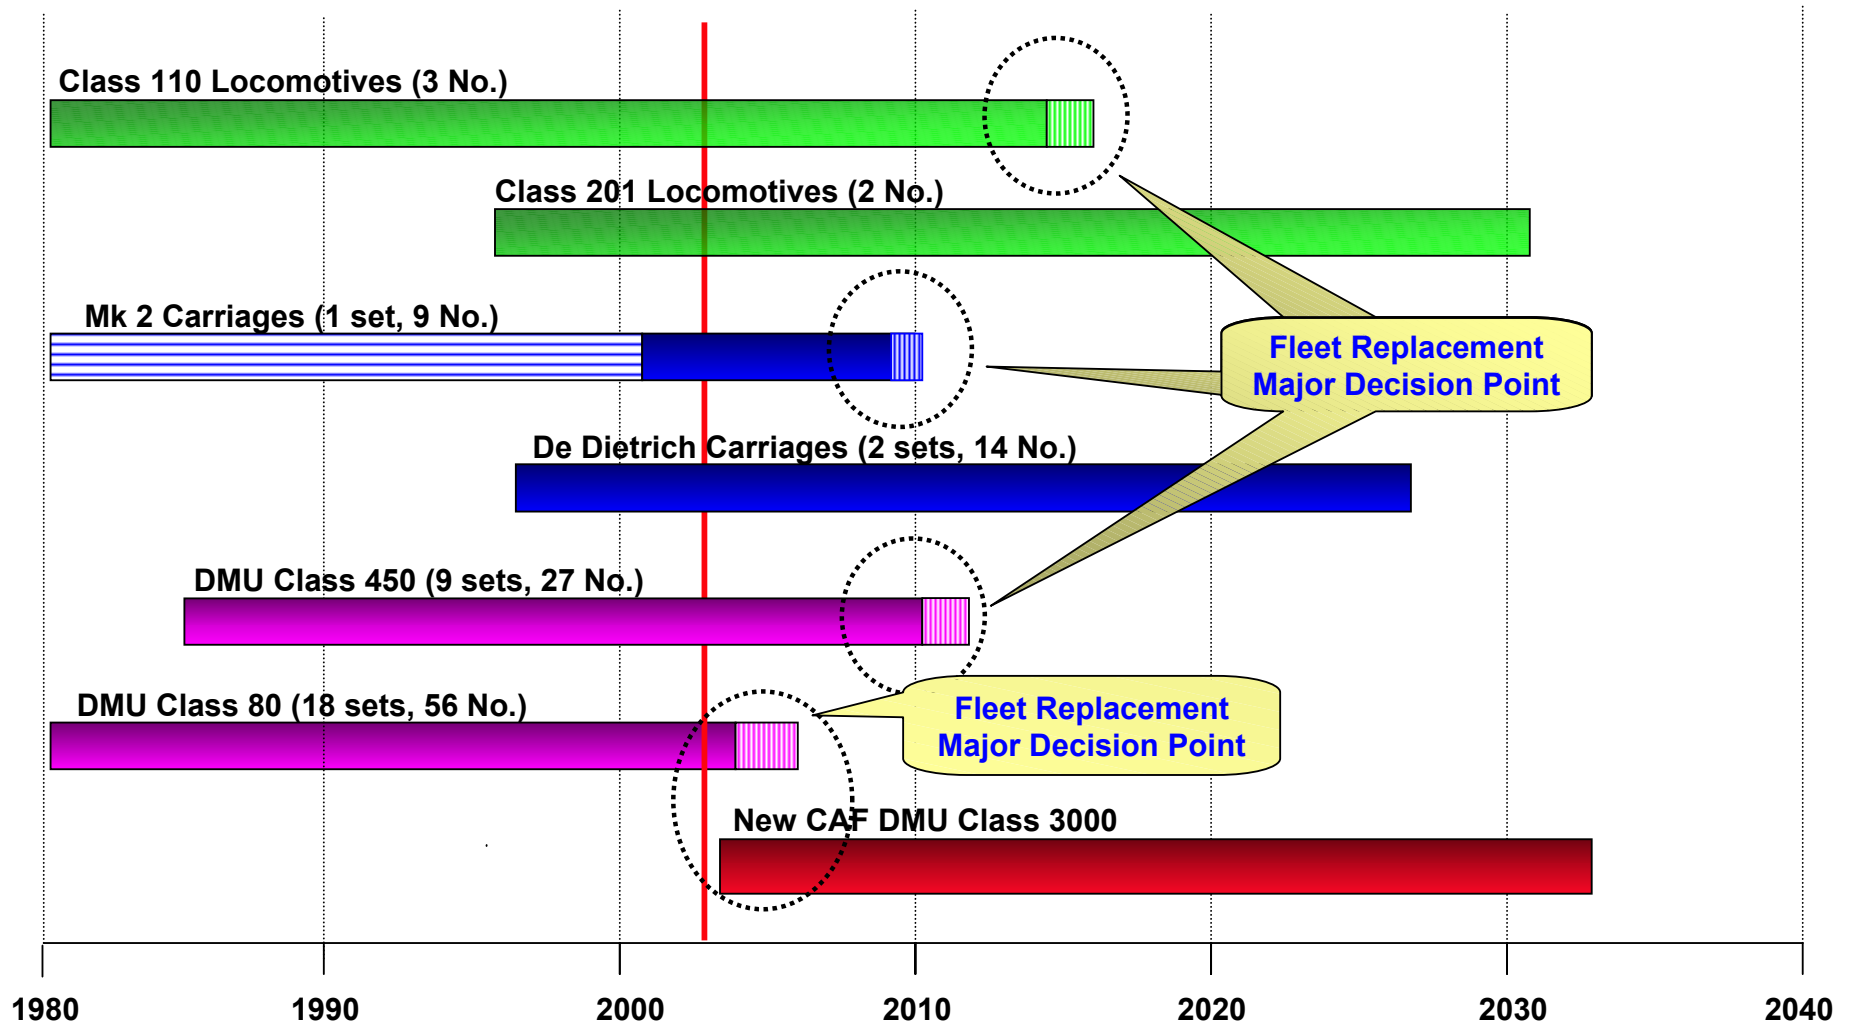 Class 110 Locomotives (3 No.)
Class 201 Locomotives (2 No.)
Mk 2 Carriages (1 set, 9 No.)
Fleet Replacement
Major Decision Point
De Dietrich Carriages (2 sets, 14 No.)
DMU Class 450 (9 sets, 27 No.)
DMU Class 80 (18 sets, 56 No.)
Fleet Replacement
Major Decision Point
New CAF DMU Class 3000
1980 1990 2000 2010 2020 2030 2040